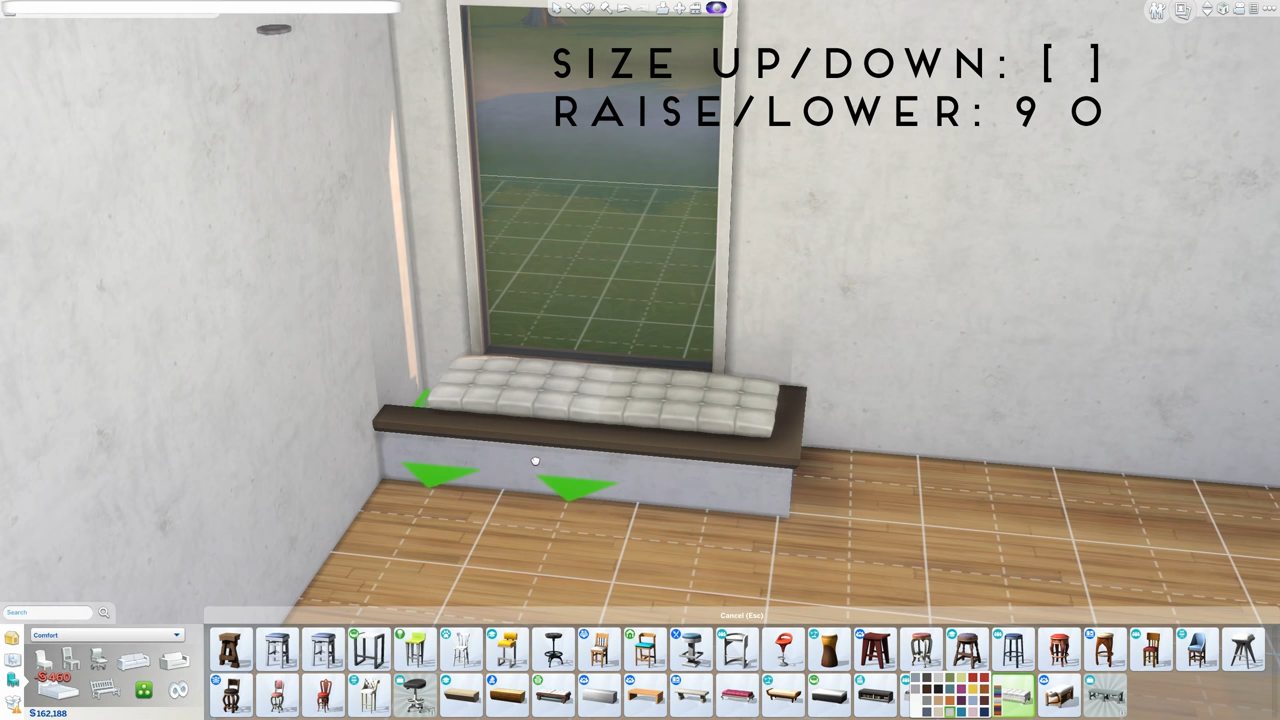 SIZE UP/DOWN: [ ]
RAISE/LOWER: 9 0
Search
Cancel (Esc)
Comfort
-$460
$162,188